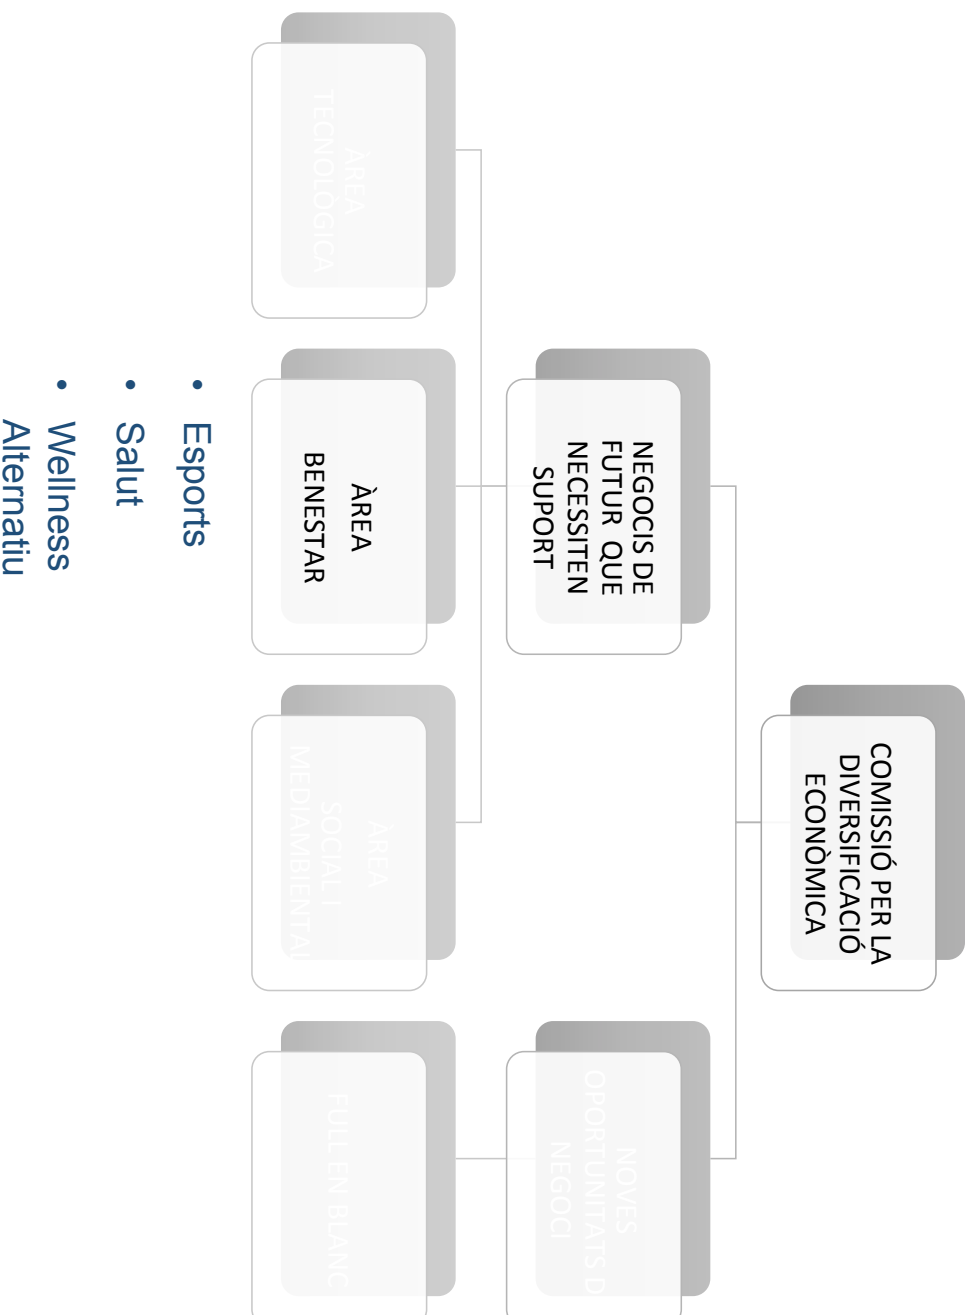 COMISSIÓ PER LA
DIVERSIFICACIÓ
ECONÒMICA
NEGOCIS DE
FUTUR QUE
NECESSITEN
SUPORT
NOVES
OPORTUNITATS D
NEGOCI
ÀREA
TECNOLÓGICA
ÀREA
BENESTAR
ÀREA
SOCIAL I
MEDIAMBIENTAL
FULL EN BLANC
• Esports
• Salut
• Wellness
Alternatiu